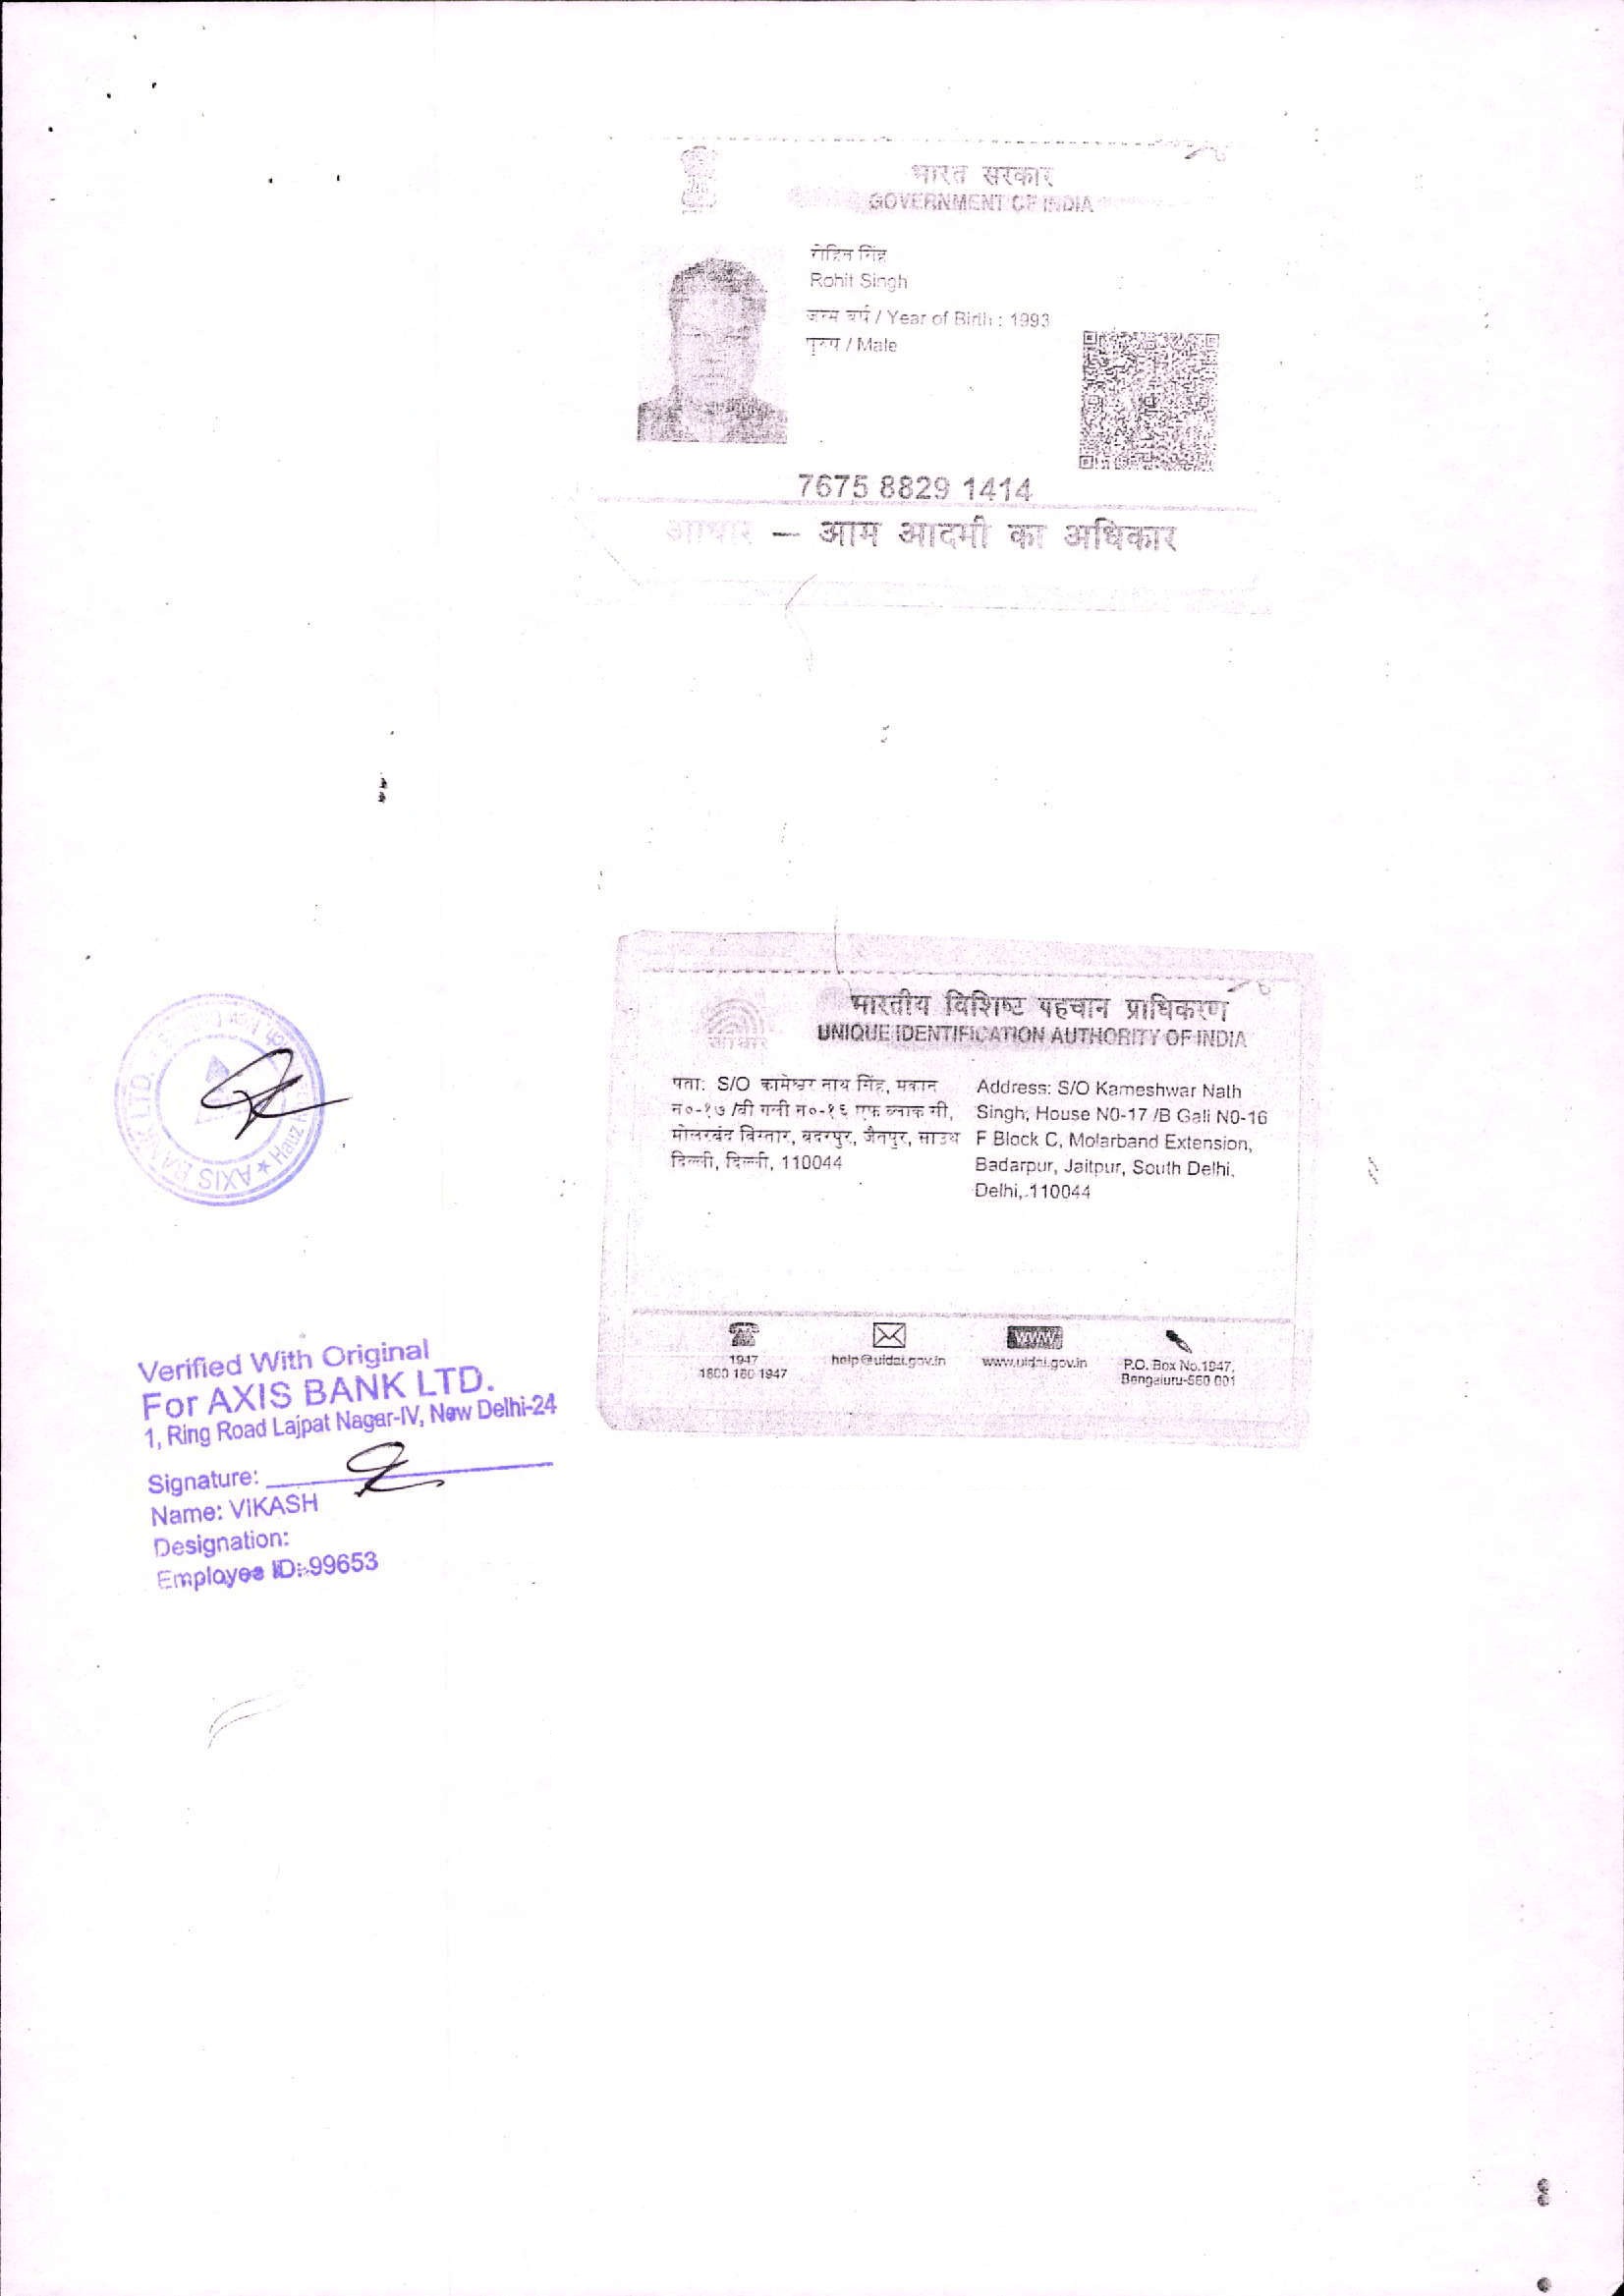 भारत सरकार
GOVERNMENT OF INDIA
रोहित सिंह
Rohit Singh
जन्म वर्ष / Year of Birth : 1993
पुरुष / Male
7675 8829 1414
आधार – आम आदमी का अधिकार
भारतीय विशिष्ट पहचान प्राधिकरण
UNIQUE IDENTIFICATION AUTHORITY OF INDIA
आधार
पता: S/O कामेश्वर नाथ सिंह, मकान
न०-१७ /बी गली न०-१६ एफ ब्लाक सी,
मोलरबंद विस्तार, बदरपुर, जैतपुर, साउथ
दिल्ली, दिल्ली, 110044
Address: S/O Kameshwar Nath
Singh, House N0-17 /B Gali N0-16
F Block C, Molarband Extension,
Badarpur, Jaitpur, South Delhi,
Delhi, 110044
1947
1800 180 1947
help@uidai.gov.in
WWW
www.uidai.gov.in
P.O. Box No.1947,
Bengaluru-560 001
AXIS BANK LTD.
Hauz
Verified With Original
For AXIS BANK LTD.
1, Ring Road Lajpat Nagar-IV, New Delhi-24
Signature:
Name: VIKASH
Designation:
Employee ID:-99653